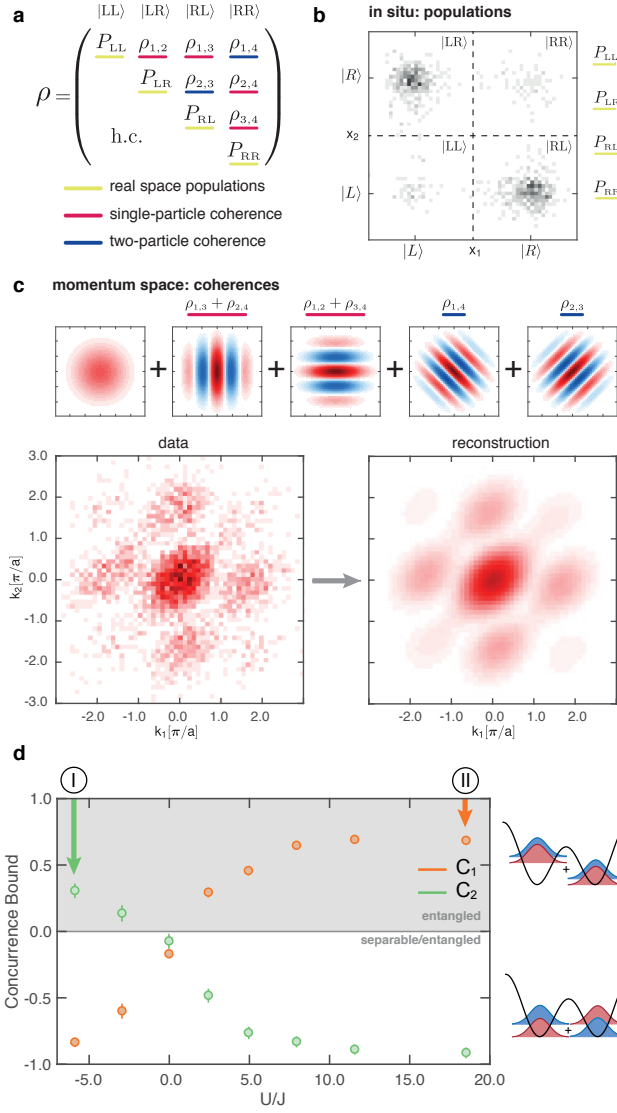 a
|LL⟩ |LR⟩ |RL⟩ |RR⟩
P_LL ρ_1,2 ρ_1,3 ρ_1,4
ρ = P_LR ρ_2,3 ρ_2,4
P_RL ρ_3,4
h.c.
P_RR
real space populations
single-particle coherence
two-particle coherence
b in situ: populations
|LR⟩ |RR⟩
|R⟩
x_2
|LL⟩ |RL⟩
|L⟩
|L⟩ x_1 |R⟩
P_LL
P_LR
P_RL
P_RR
c momentum space: coherences
ρ_1,3 + ρ_2,4 ρ_1,2 + ρ_3,4 ρ_1,4 ρ_2,3
+ + + +
data reconstruction
3.0
2.0
1.0
0.0
-1.0
-2.0
-3.0
k_2[π/a]
-2.0 -1.0 0.0 1.0 2.0
k_1[π/a]
-2.0 -1.0 0.0 1.0 2.0
k_1[π/a]
d
I II
1.0
0.5
0.0
-0.5
-1.0
Concurrence Bound
C_1
C_2
entangled
separable/entangled
-5.0 0.0 5.0 10.0 15.0 20.0
U/J
+
+